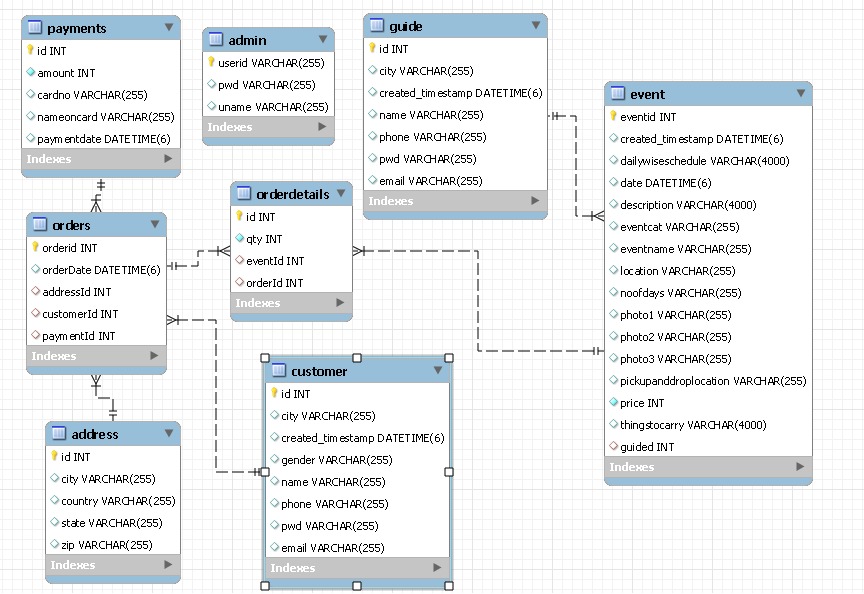 payments
id INT
amount INT
cardno VARCHAR(255)
nameoncard VARCHAR(255)
paymentdate DATETIME(6)
Indexes
admin
userid VARCHAR(255)
pwd VARCHAR(255)
uname VARCHAR(255)
Indexes
guide
id INT
city VARCHAR(255)
created_timestamp DATETIME(6)
name VARCHAR(255)
phone VARCHAR(255)
pwd VARCHAR(255)
email VARCHAR(255)
Indexes
event
eventid INT
created_timestamp DATETIME(6)
dailywiseschedule VARCHAR(4000)
date DATETIME(6)
description VARCHAR(4000)
eventcat VARCHAR(255)
eventname VARCHAR(255)
location VARCHAR(255)
noofdays VARCHAR(255)
photo1 VARCHAR(255)
photo2 VARCHAR(255)
photo3 VARCHAR(255)
pickupanddroplocation VARCHAR(255)
price INT
thingstocarry VARCHAR(4000)
guided INT
Indexes
orders
orderid INT
orderDate DATETIME(6)
addressId INT
customerId INT
paymentId INT
Indexes
orderdetails
id INT
qty INT
eventId INT
orderId INT
Indexes
customer
id INT
city VARCHAR(255)
created_timestamp DATETIME(6)
gender VARCHAR(255)
name VARCHAR(255)
phone VARCHAR(255)
pwd VARCHAR(255)
email VARCHAR(255)
Indexes
address
id INT
city VARCHAR(255)
country VARCHAR(255)
state VARCHAR(255)
zip VARCHAR(255)
Indexes